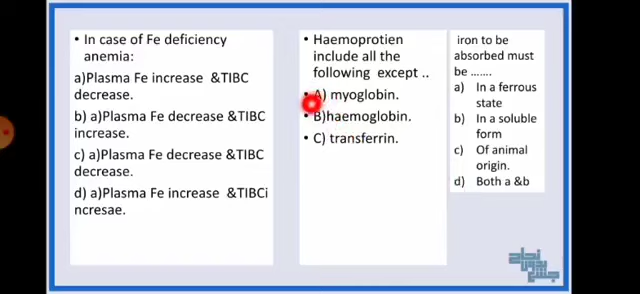 • In case of Fe deficiency
anemia:
a)Plasma Fe increase &TIBC
decrease.
b) a)Plasma Fe decrease &TIBC
increase.
c) a)Plasma Fe decrease &TIBC
decrease.
d) a)Plasma Fe increase &TIBCi
ncresae.
• Haemoprotien
include all the
following except ..
• A) myoglobin.
• B)haemoglobin.
• C) transferrin.
iron to be
absorbed must
be .......
a) In a ferrous
state
b) In a soluble
form
c) Of animal
origin.
d) Both a &b